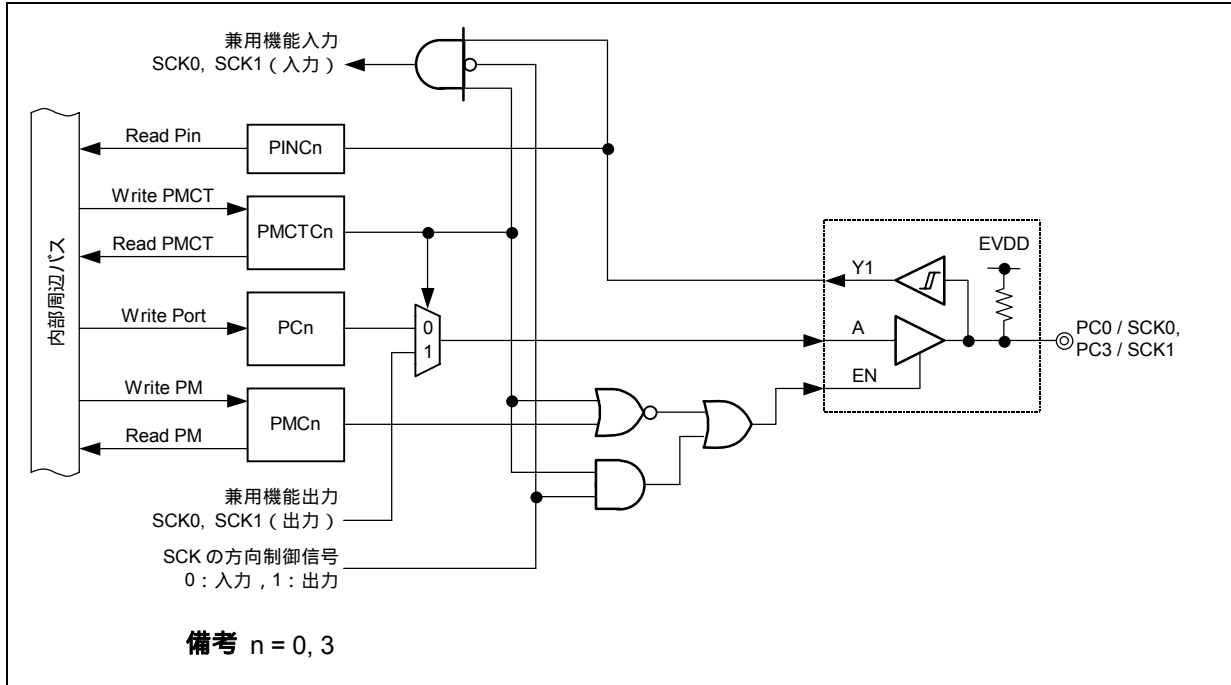 兼用機能入力
SCK0, SCK1（入力）
Read Pin
PINCn
Write PMCT
PMCTCn
Read PMCT
内部周辺バス
Write Port
PCn
0
1
Write PM
PMCn
Read PM
兼用機能出力
SCK0, SCK1（出力）
SCK の方向制御信号
0：入力，1：出力
EVDD
Y1
A
EN
PC0 / SCK0,
PC3 / SCK1
備考 n = 0, 3